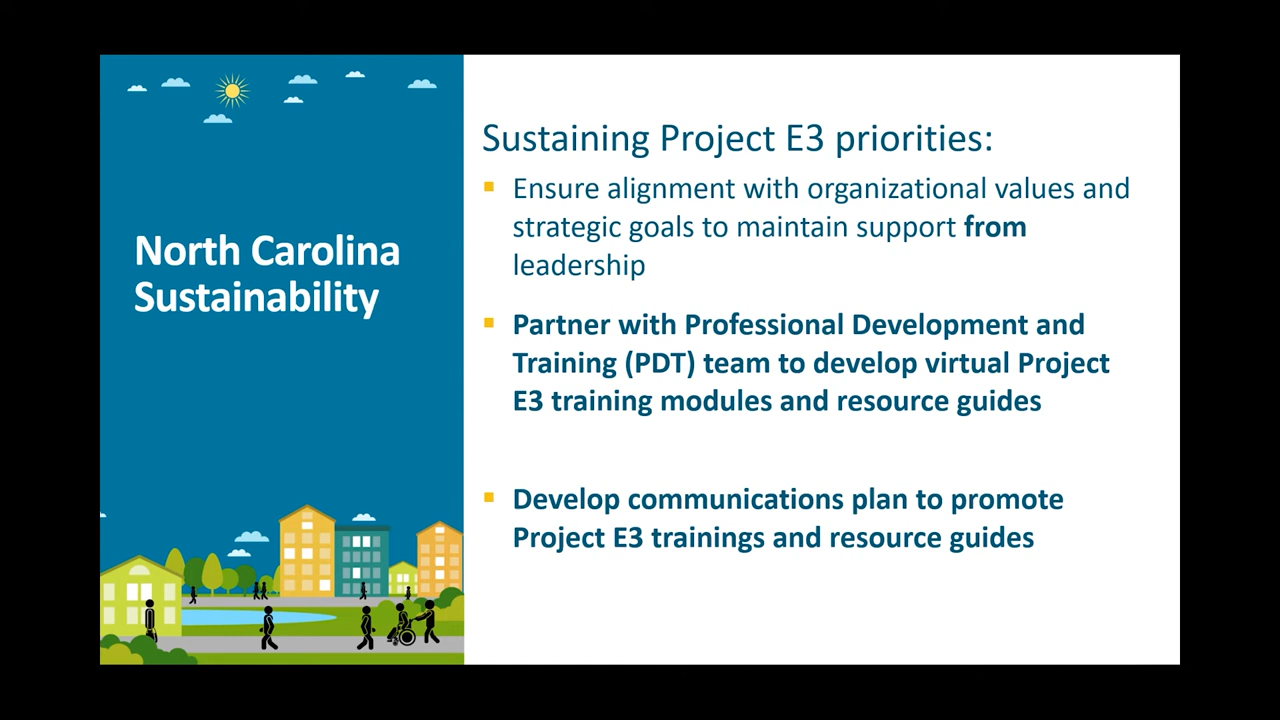 North Carolina
Sustainability
Sustaining Project E3 priorities:
Ensure alignment with organizational values and
strategic goals to maintain support from
leadership
Partner with Professional Development and
Training (PDT) team to develop virtual Project
E3 training modules and resource guides
Develop communications plan to promote
Project E3 trainings and resource guides